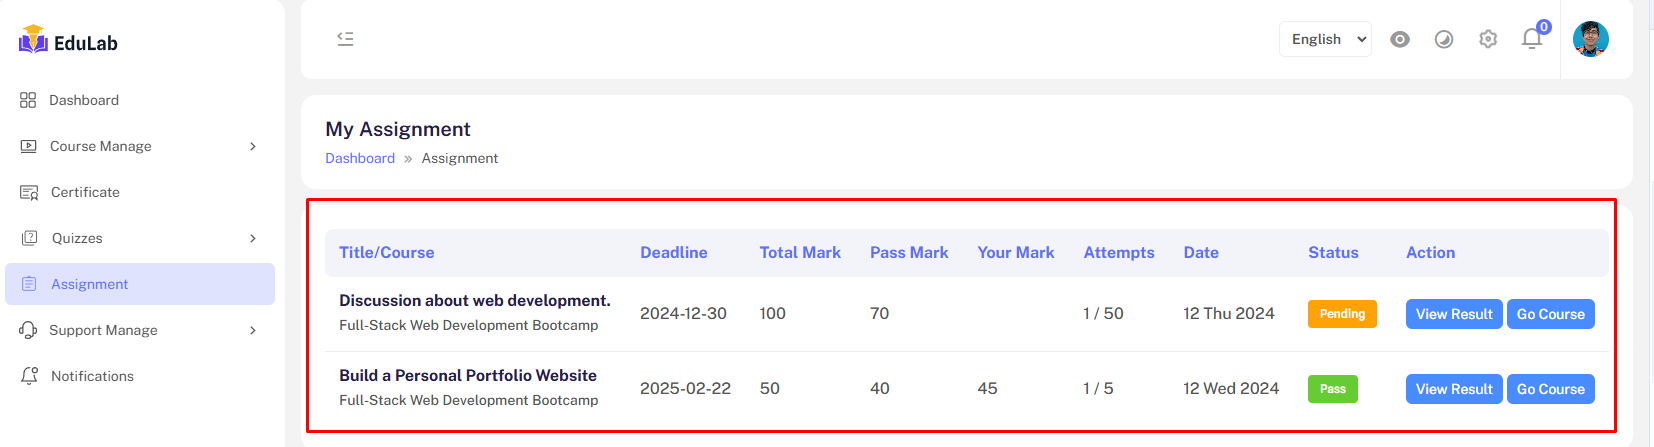 EduLab
Dashboard
Course Manage
Certificate
Quizzes
Assignment
Support Manage
Notifications
English
0
My Assignment
Dashboard » Assignment
Title/Course Deadline Total Mark Pass Mark Your Mark Attempts Date Status Action
Discussion about web development.
Full-Stack Web Development Bootcamp
2024-12-30 100 70 1 / 50 12 Thu 2024 Pending View Result Go Course
Build a Personal Portfolio Website
Full-Stack Web Development Bootcamp
2025-02-22 50 40 45 1 / 5 12 Wed 2024 Pass View Result Go Course